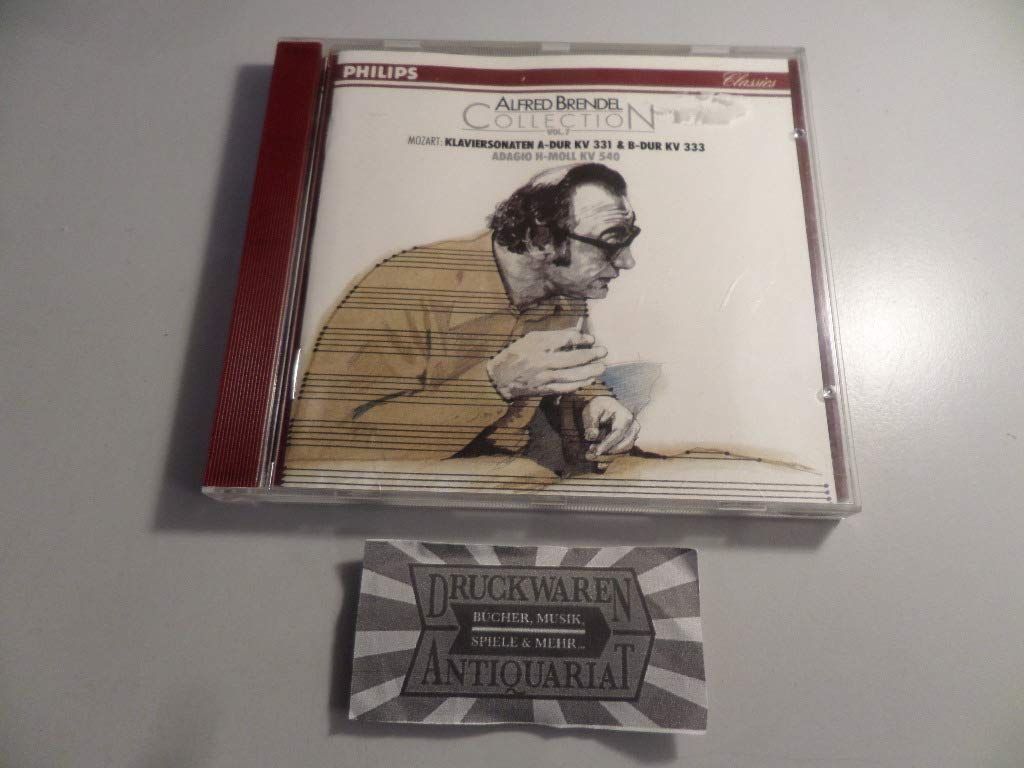 PHILIPS
Classics
ALFRED BRENDEL
COLLECTION
VOL. 7
MOZART: KLAVIERSONATEN A-DUR KV 331 & B-DUR KV 333
ADAGIO H-MOLL KV 540
DRUCKWAREN
BÜCHER, MUSIK,
SPIELE & MEHR...
ANTIQUARIAT